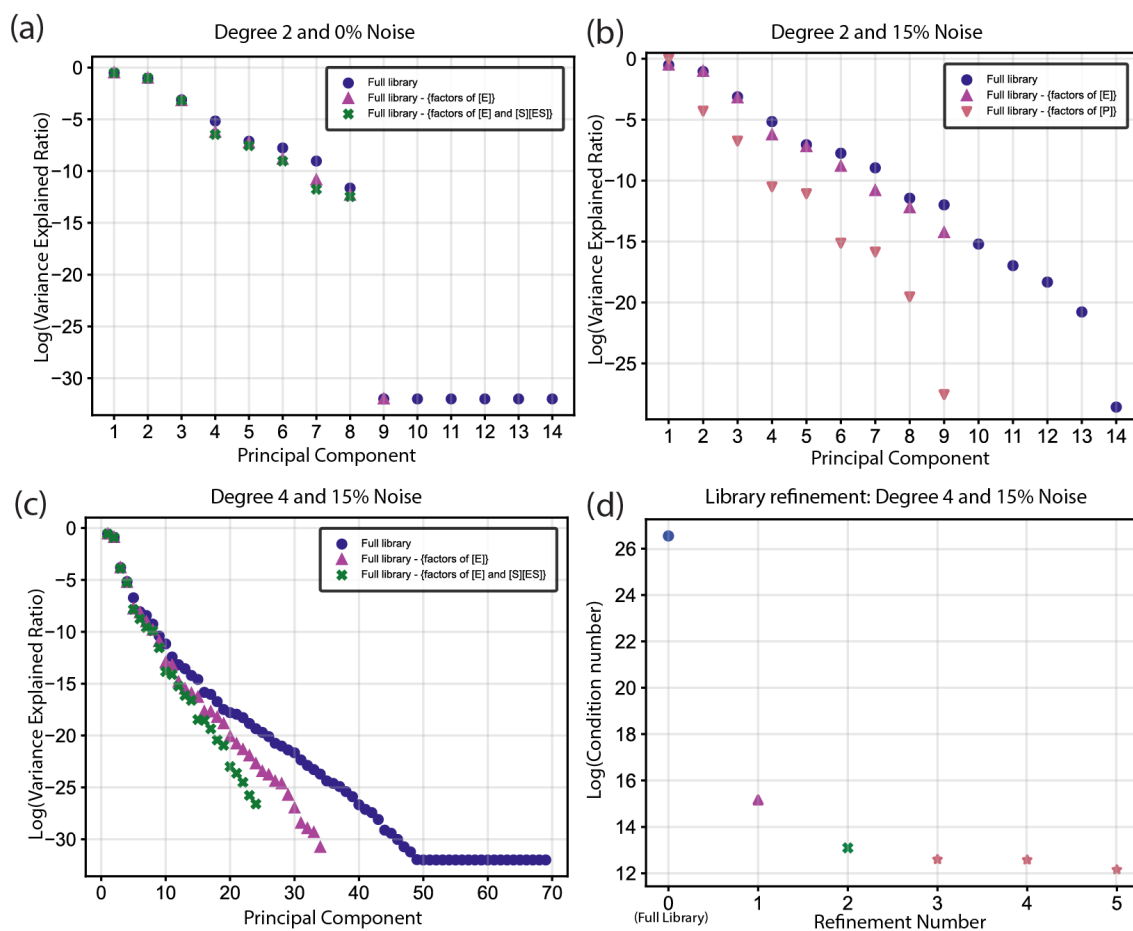 (a)
Degree 2 and 0% Noise
Full library
Full library - {factors of [E]}
Full library - {factors of [E] and [S][ES]}
0
−5
−10
−15
−20
−25
−30
Log(Variance Explained Ratio)
1 2 3 4 5 6 7 8 9 10 11 12 13 14
Principal Component
(b)
Degree 2 and 15% Noise
Full library
Full library - {factors of [E]}
Full library - {factors of [P]}
0
−5
−10
−15
−20
−25
Log(Variance Explained Ratio)
1 2 3 4 5 6 7 8 9 10 11 12 13 14
Principal Component
(c)
Degree 4 and 15% Noise
Full library
Full library - {factors of [E]}
Full library - {factors of [E] and [S][ES]}
0
−5
−10
−15
−20
−25
−30
Log(Variance Explained Ratio)
0 10 20 30 40 50 60 70
Principal Component
(d)
Library refinement: Degree 4 and 15% Noise
26
24
22
20
18
16
14
12
Log(Condition number)
0 1 2 3 4 5
(Full Library)
Refinement Number